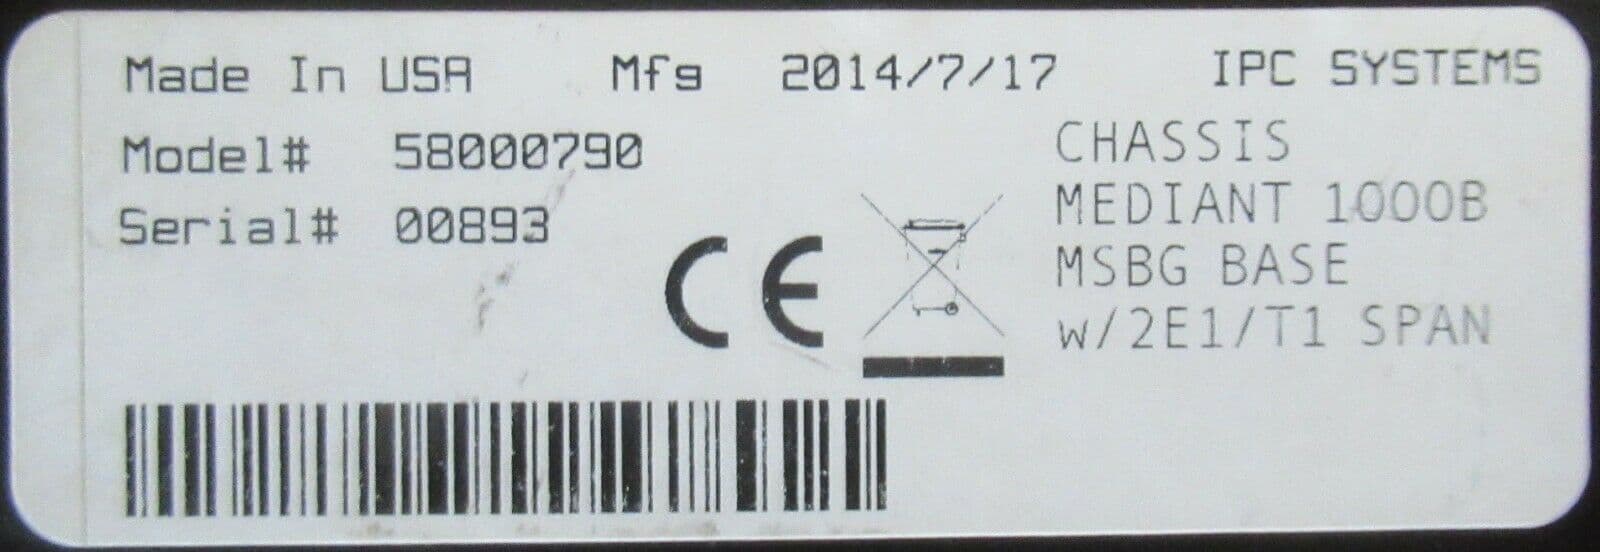 Made In USA Mfg 2014/7/17 IPC SYSTEMS
Model# 58000790
Serial# 00893
CHASSIS
MEDIANT 1000B
MSBG BASE
w/2E1/T1 SPAN
CE